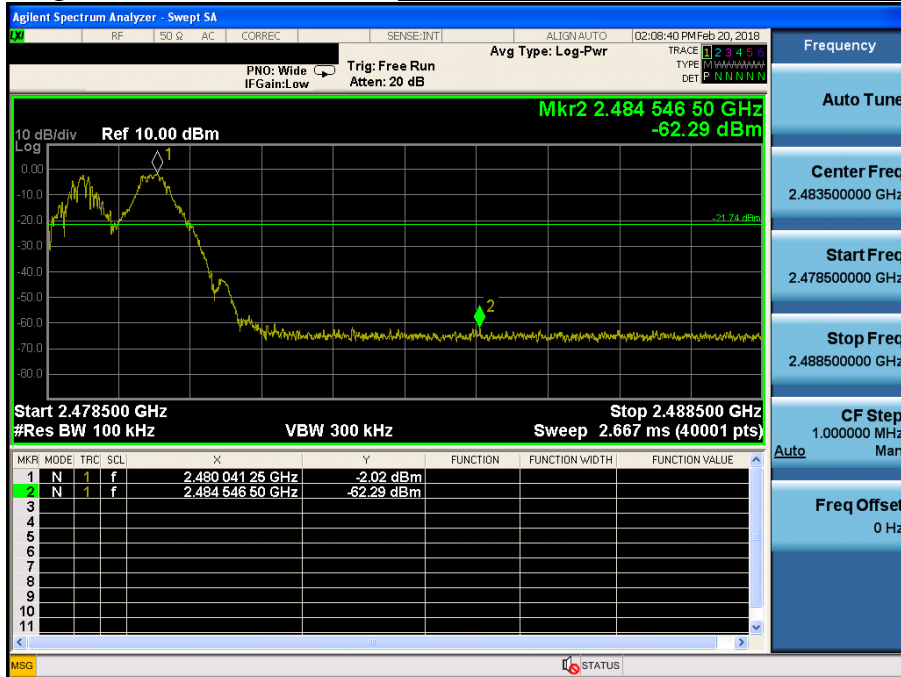 Agilent Spectrum Analyzer - Swept SA
LXI RF 50 Ω AC CORREC SENSE:INT ALIGN AUTO 02:08:40 PM Feb 20, 2018
Frequency
Avg Type: Log-Pwr
TRACE 1 2 3 4 5 6
PNO: Wide Trig: Free Run TYPE M WWWWW
IFGain:Low Atten: 20 dB DET P N N N N N
Auto Tune
Mkr2 2.484 546 50 GHz
10 dB/div Ref 10.00 dBm -62.29 dBm
Log
1
0.00
-10.0
-20.0
-21.74 dBm
-30.0
-40.0
-50.0
2
-60.0
-70.0
-80.0
Center Freq
2.483500000 GHz
Start Freq
2.478500000 GHz
Stop Freq
2.488500000 GHz
Start 2.478500 GHz Stop 2.488500 GHz
#Res BW 100 kHz VBW 300 kHz Sweep 2.667 ms (40001 pts)
CF Step
1.000000 MHz
Auto Man
MKR MODE TRC SCL X Y FUNCTION FUNCTION WIDTH FUNCTION VALUE
1 N 1 f 2.480 041 25 GHz -2.02 dBm
2 N 1 f 2.484 546 50 GHz -62.29 dBm
3
4
5
6
7
8
9
10
11
Freq Offset
0 Hz
MSG STATUS